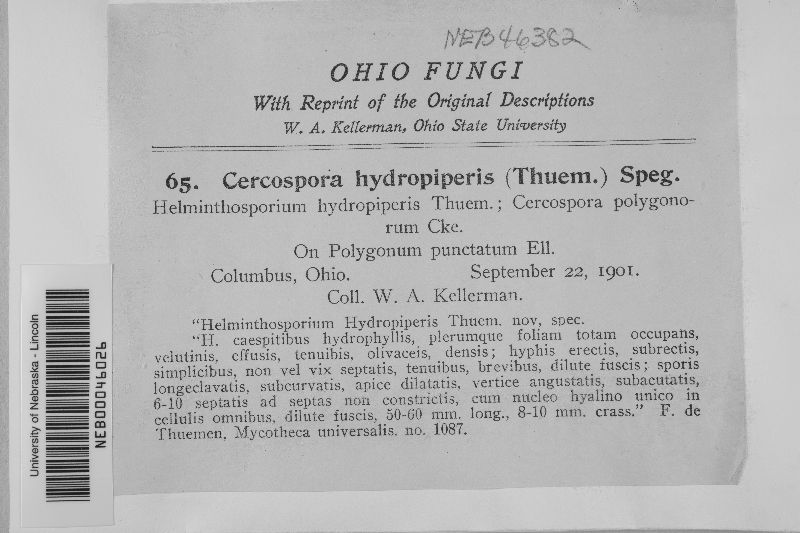 NEB46382
OHIO FUNGI
With Reprint of the Original Descriptions
W. A. Kellerman, Ohio State University
65. Cercospora hydropiperis (Thuem.) Speg.
Helminthosporium hydropiperis Thuem.; Cercospora polygono-
rum Cke.
On Polygonum punctatum Ell.
Columbus, Ohio. September 22, 1901.
Coll. W. A. Kellerman.
"Helminthosporium Hydropiperis Thuem. nov, spec.
"H. caespitibus hydrophyllis, plerumque foliam totam occupans,
velutinis, effusis, tenuibis, olivaceis, densis; hyphis erectis, subrectis,
simplicibus, non vel vix septatis, tenuibus, brevibus, dilute fuscis; sporis
longeclavatis, subcurvatis, apice dilatatis, vertice angustatis, subacutatis,
6-10 septatis ad septas non constrictis, cum nucleo hyalino unico in
cellulis omnibus, dilute fuscis, 50-60 mm. long., 8-10 mm. crass." F. de
Thuemen, Mycotheca universalis. no. 1087.
University of Nebraska - Lincoln
NEB00046026